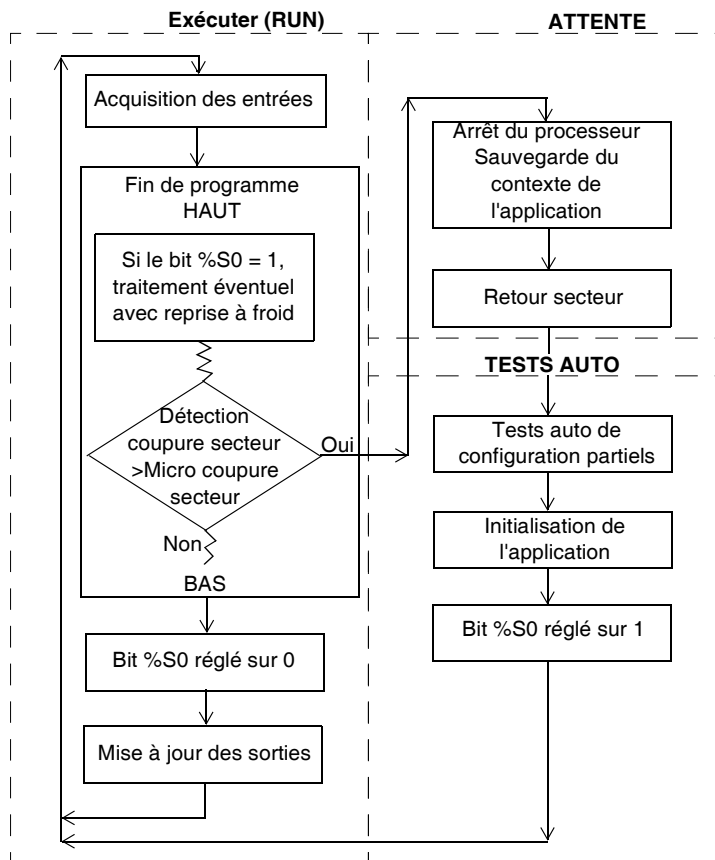 Exécuter (RUN)
ATTENTE
Acquisition des entrées
Fin de programme
HAUT
Si le bit %S0 = 1,
traitement éventuel
avec reprise à froid
Détection
coupure secteur
>Micro coupure
secteur
Oui
Non
BAS
Bit %S0 réglé sur 0
Mise à jour des sorties
Arrêt du processeur
Sauvegarde du
contexte de
l'application
Retour secteur
TESTS AUTO
Tests auto de
configuration partiels
Initialisation de
l'application
Bit %S0 réglé sur 1